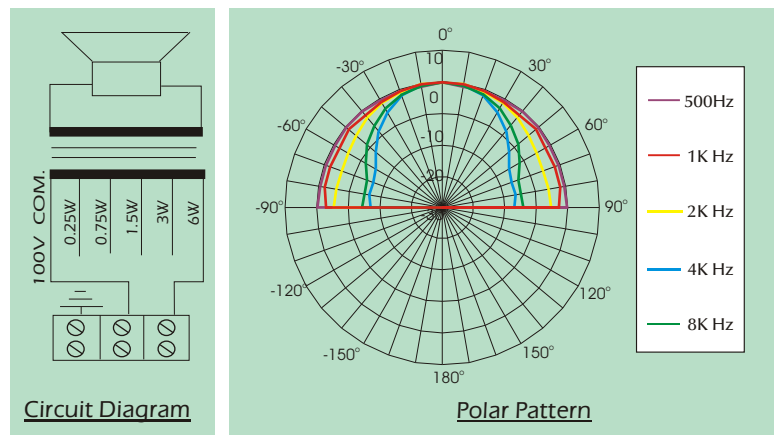 100V COM.
0.25W
0.75W
1.5W
3W
6W
Circuit Diagram
0°
-30°
30°
-60°
60°
-90°
90°
-120°
120°
-150°
150°
180°
10
0
-10
-20
-30
Polar Pattern
500Hz
1K Hz
2K Hz
4K Hz
8K Hz